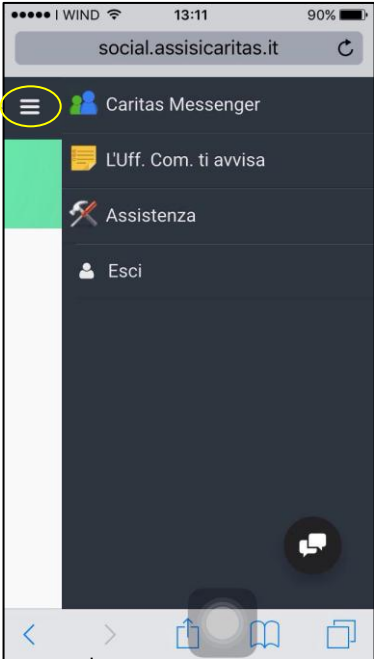 I WIND 13:11 90%
social.assisicaritas.it
Caritas Messenger
L'Uff. Com. ti avvisa
Assistenza
Esci